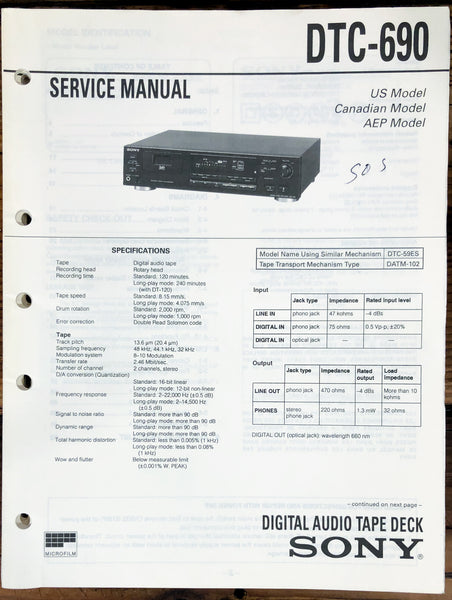 DTC-690
SERVICE MANUAL
US Model
Canadian Model
AEP Model
SONY
SPECIFICATIONS
Tape Digital audio tape
Recording head Rotary head
Recording time Standard: 120 minutes
Long-play mode: 240 minutes
(with DT-120)
Tape speed Standard: 8.15 mm/s,
Long-play mode: 4.075 mm/s
Drum rotation Standard: 2,000 rpm,
Long-play mode: 1,000 rpm
Error correction Double Read Solomon code
Tape
Track pitch 13.6 µm (20.4 µm)
Sampling frequency 48 kHz, 44.1 kHz, 32 kHz
Modulation system 8-10 Modulation
Transfer rate 2.46 Mbit/sec
Number of channel 2 channels, stereo
D/A conversion (Quantization)
Standard: 16-bit linear
Long-play mode: 12-bit non-linear
Frequency response Standard: 2–22,000 Hz (±0.5 dB)
Long-play mode: 2–14,500 Hz
(±0.5 dB)
Signal to noise ratio Standard: more than 90 dB
Long-play mode: more than 90 dB
Dynamic range Standard: more than 90 dB
Long-play mode: more than 90 dB
Total harmonic distortion Standard: less than 0.005% (1 kHz)
Long-play mode: less than 0.08%
(1 kHz)
Wow and flutter Below measurable limit
(±0.001% W. PEAK)
Model Name Using Similar Mechanism DTC-59ES
Tape Transport Mechanism Type DATM-102
Input
Jack type Impedance Rated input level
LINE IN phono jack 47 kohms –4 dBs
DIGITAL IN phono jack 75 ohms 0.5 Vp-p, ±20%
DIGITAL IN optical jack — —
Output
Jack type Impedance Rated output Load impedance
LINE OUT phono jack 470 ohms –4 dBs More than 10 kohms
PHONES stereo phone jack 220 ohms 1.3 mW 32 ohms
DIGITAL OUT (optical jack): wavelength 660 nm
– continued on next page –
MICROFILM
DIGITAL AUDIO TAPE DECK
SONY®